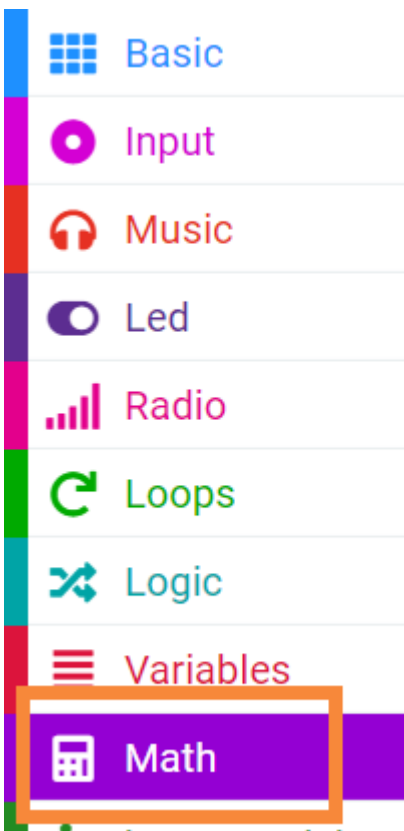 Basic
Input
Music
Led
Radio
Loops
Logic
Variables
Math